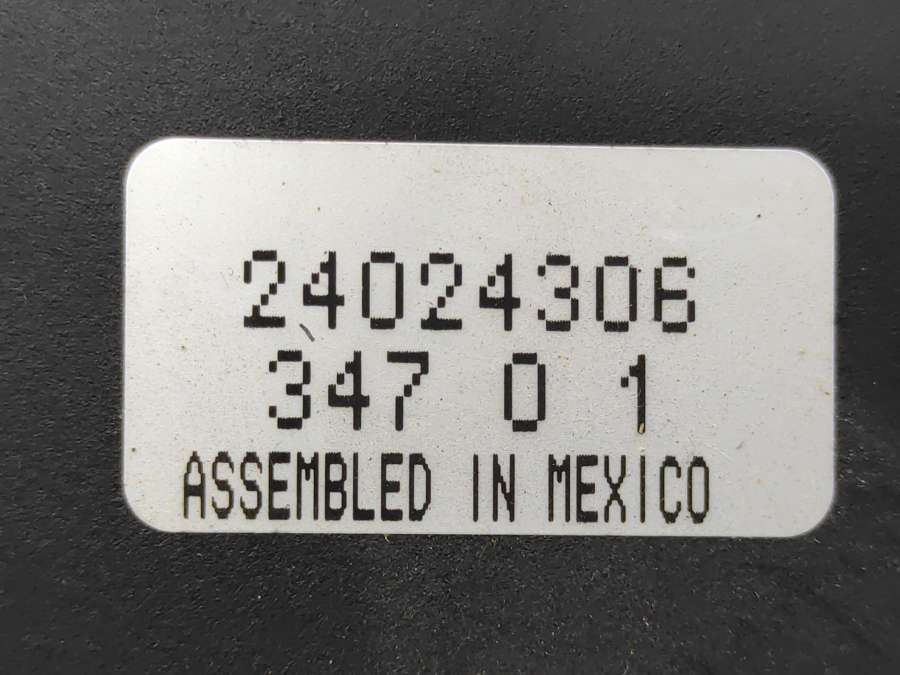 24024306
347 0 1
ASSEMBLED IN MEXICO